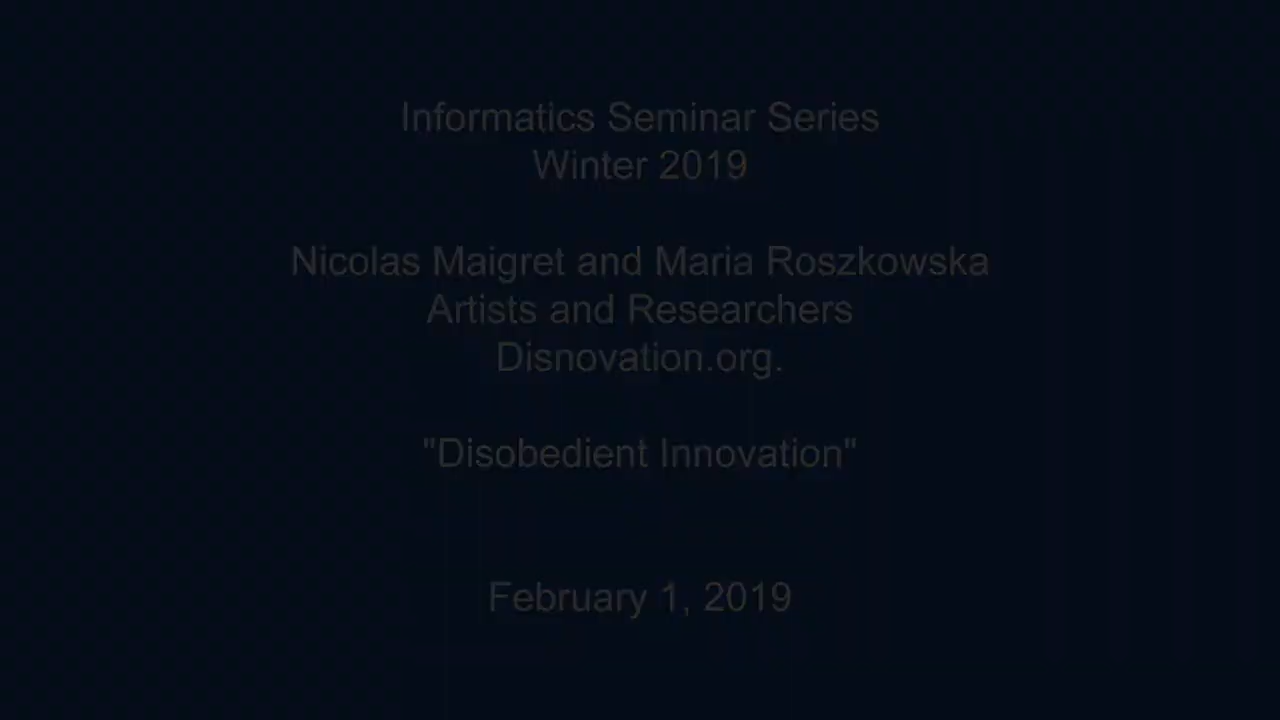 Informatics Seminar Series
Winter 2019
Nicolas Maigret and Maria Roszkowska
Artists and Researchers
Disnovation.org.
"Disobedient Innovation"
February 1, 2019